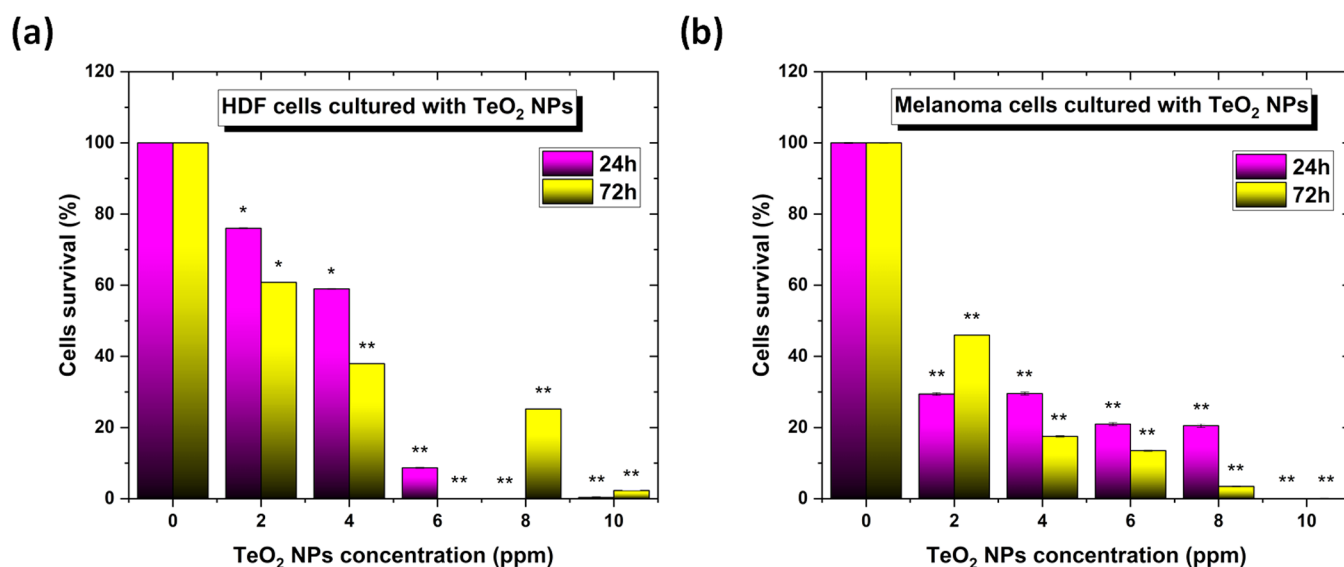 (a)
120
100
80
60
40
20
0
Cells survival (%)
HDF cells cultured with TeO₂ NPs
24h
72h
*
*
*
**
**
**
**
**
**
**
0 2 4 6 8 10
TeO₂ NPs concentration (ppm)
(b)
120
100
80
60
40
20
0
Cells survival (%)
Melanoma cells cultured with TeO₂ NPs
24h
72h
**
**
**
**
**
**
**
**
**
**
0 2 4 6 8 10
TeO₂ NPs concentration (ppm)